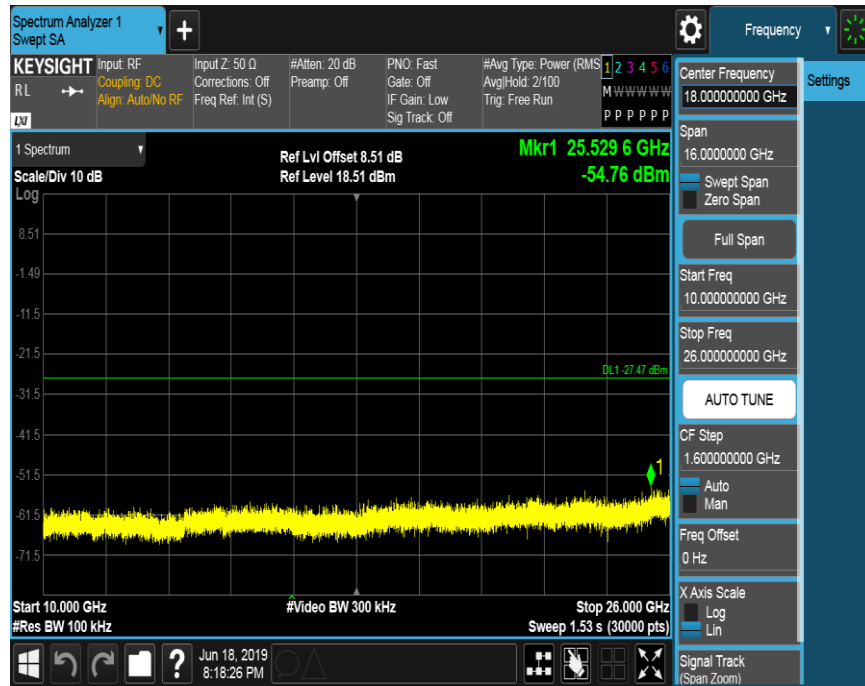 Spectrum Analyzer 1
Swept SA
+
Frequency
KEYSIGHT
RL
LXI
Input: RF
Coupling: DC
Align: Auto/No RF
Input Z: 50 Ω
Corrections: Off
Freq Ref: Int (S)
#Atten: 20 dB
Preamp: Off
PNO: Fast
Gate: Off
IF Gain: Low
Sig Track: Off
#Avg Type: Power (RMS
Avg|Hold: 2/100
Trig: Free Run
1 2 3 4 5 6
M W W W W W
P P P P P P
Center Frequency
18.000000000 GHz
Settings
Span
16.0000000 GHz
Swept Span
Zero Span
Full Span
Start Freq
10.000000000 GHz
Stop Freq
26.000000000 GHz
AUTO TUNE
CF Step
1.600000000 GHz
Auto
Man
Freq Offset
0 Hz
X Axis Scale
Log
Lin
Signal Track
(Span Zoom)
1 Spectrum
Scale/Div 10 dB
Log
Ref Lvl Offset 8.51 dB
Ref Level 18.51 dBm
Mkr1 25.529 6 GHz
-54.76 dBm
8.51
-1.49
-11.5
-21.5
DL1 -27.47 dBm
-31.5
-41.5
1
-51.5
-61.5
-71.5
Start 10.000 GHz
#Res BW 100 kHz
#Video BW 300 kHz
Stop 26.000 GHz
Sweep 1.53 s (30000 pts)
?
Jun 18, 2019
8:18:26 PM